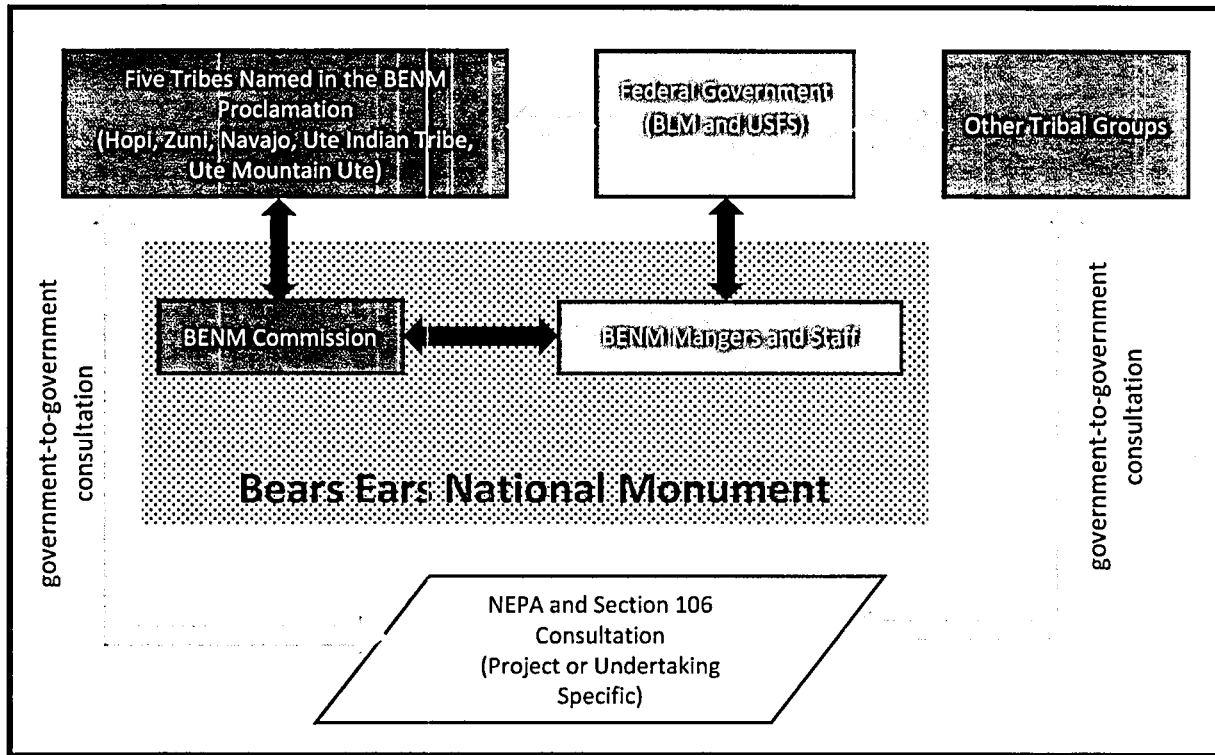 Five Tribes Named in the BENM
Proclamation
(Hopi, Zuni, Navajo, Ute Indian Tribe,
Ute Mountain Ute)
Federal Government
(BLM and USFS)
Other Tribal Groups
BENM Commission
BENM Mangers and Staff
Bears Ears National Monument
government-to-government
consultation
government-to-government
consultation
NEPA and Section 106
Consultation
(Project or Undertaking
Specific)